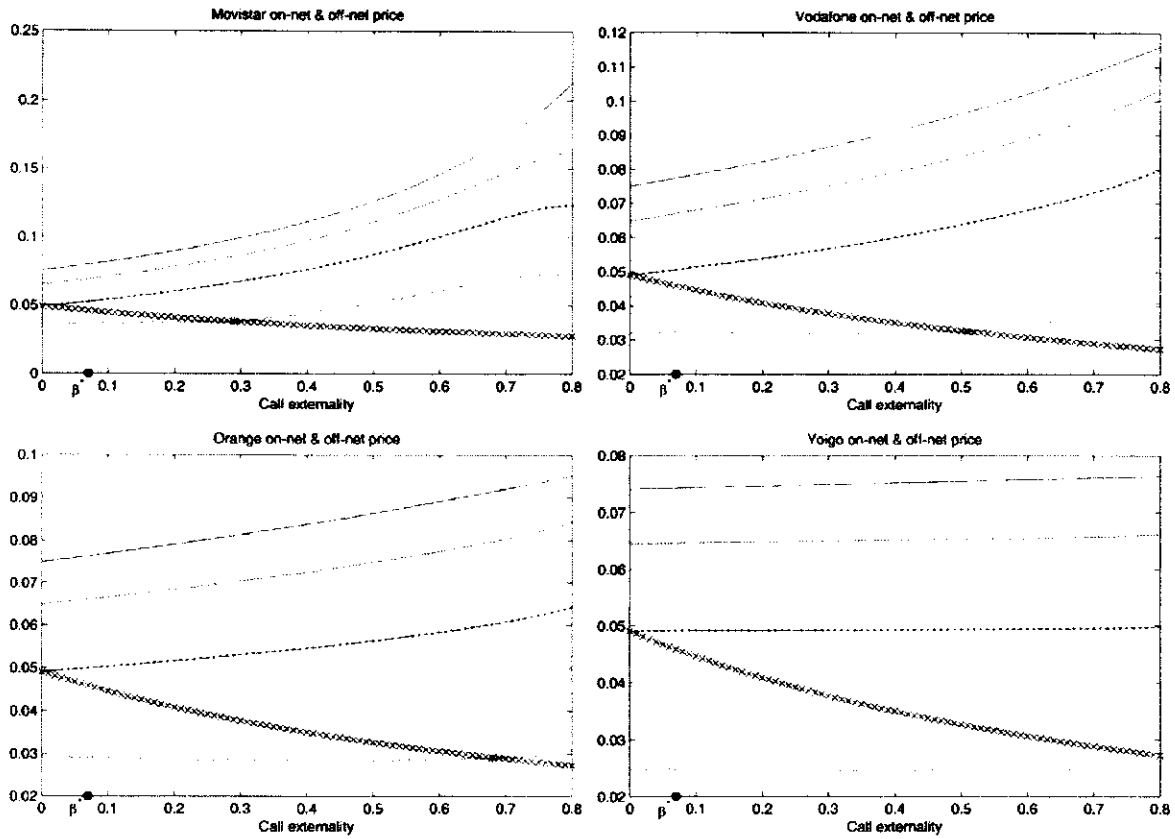 Movistar on-net & off-net price
0.25
0.2
0.15
0.1
0.05
0
0 β* 0.1 0.2 0.3 0.4 0.5 0.6 0.7 0.8
Call externality
Vodafone on-net & off-net price
0.12
0.11
0.1
0.09
0.08
0.07
0.06
0.05
0.04
0.03
0.02
0 β* 0.1 0.2 0.3 0.4 0.5 0.6 0.7 0.8
Call externality
Orange on-net & off-net price
0.1
0.09
0.08
0.07
0.06
0.05
0.04
0.03
0.02
0 β* 0.1 0.2 0.3 0.4 0.5 0.6 0.7 0.8
Call externality
Yoigo on-net & off-net price
0.08
0.07
0.06
0.05
0.04
0.03
0.02
0 β* 0.1 0.2 0.3 0.4 0.5 0.6 0.7 0.8
Call externality